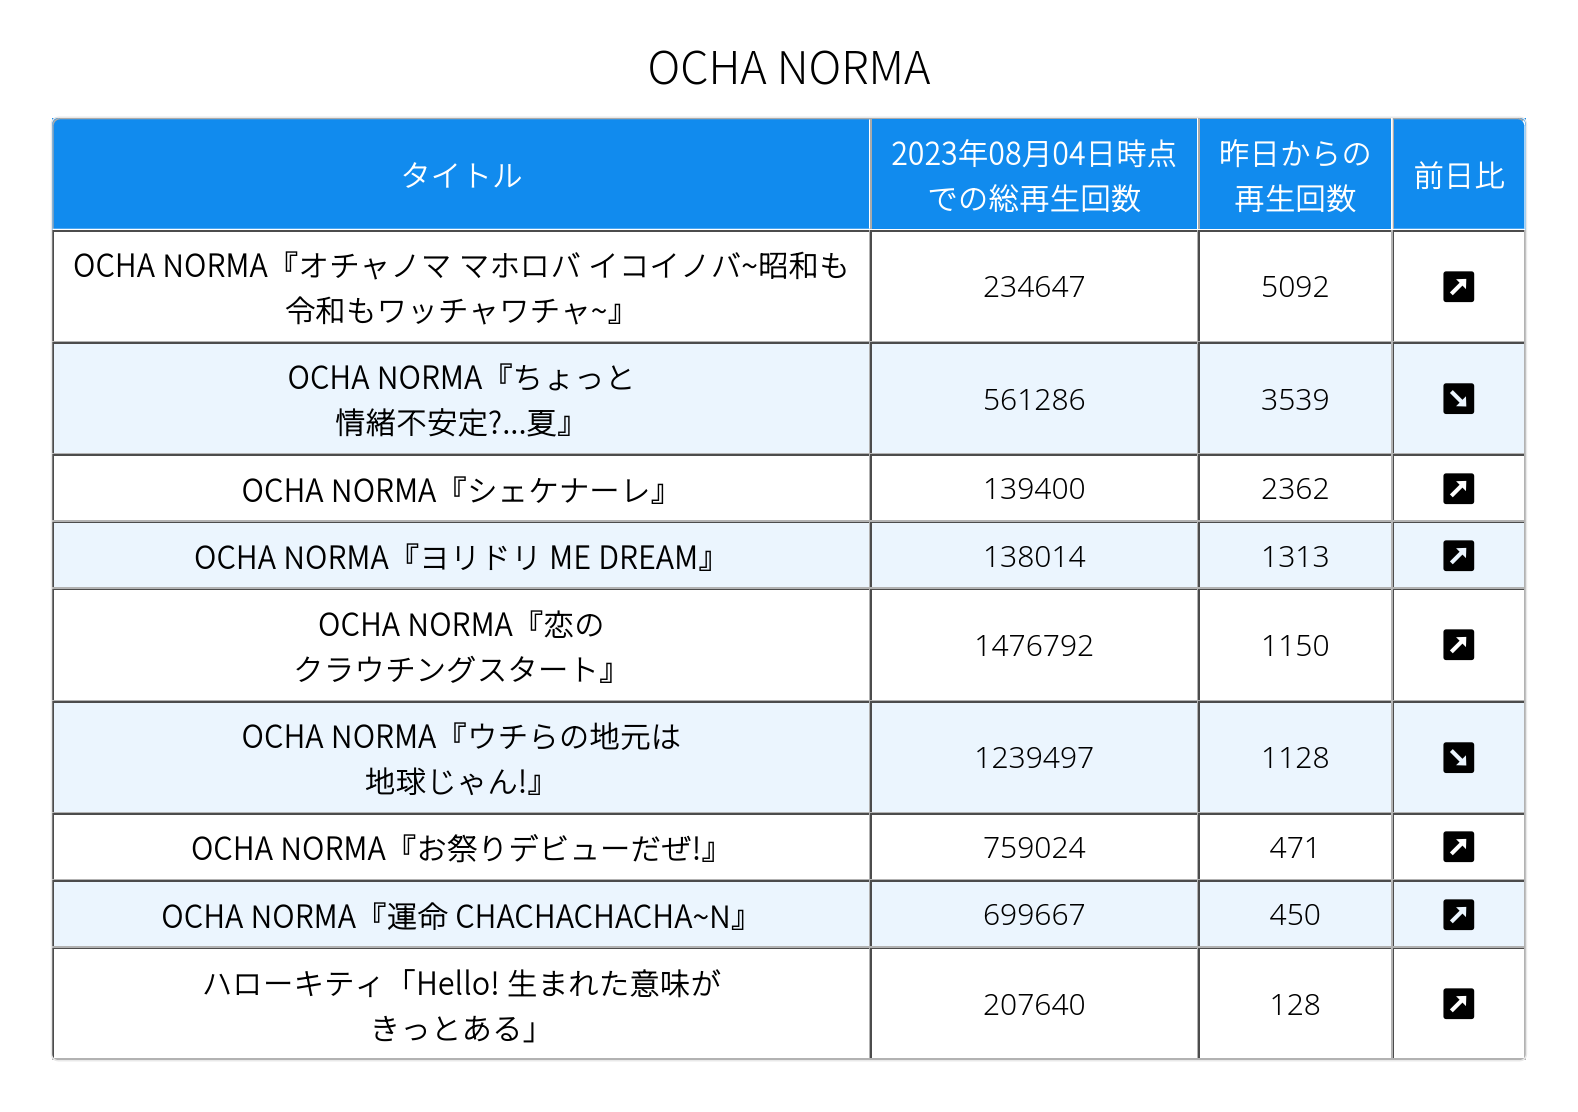 OCHA NORMA
タイトル
2023年08月04日時点
での総再生回数
昨日からの
再生回数
前日比
OCHA NORMA『オチャノマ マホロバ イコイノバ~昭和も
令和もワッチャワチャ~』
234647
5092
OCHA NORMA『ちょっと
情緒不安定?...夏』
561286
3539
OCHA NORMA『シェケナーレ』
139400
2362
OCHA NORMA『ヨリドリ ME DREAM』
138014
1313
OCHA NORMA『恋の
クラウチングスタート』
1476792
1150
OCHA NORMA『ウチらの地元は
地球じゃん!』
1239497
1128
OCHA NORMA『お祭りデビューだぜ!』
759024
471
OCHA NORMA『運命 CHACHACHACHA~N』
699667
450
ハローキティ「Hello! 生まれた意味が
きっとある」
207640
128